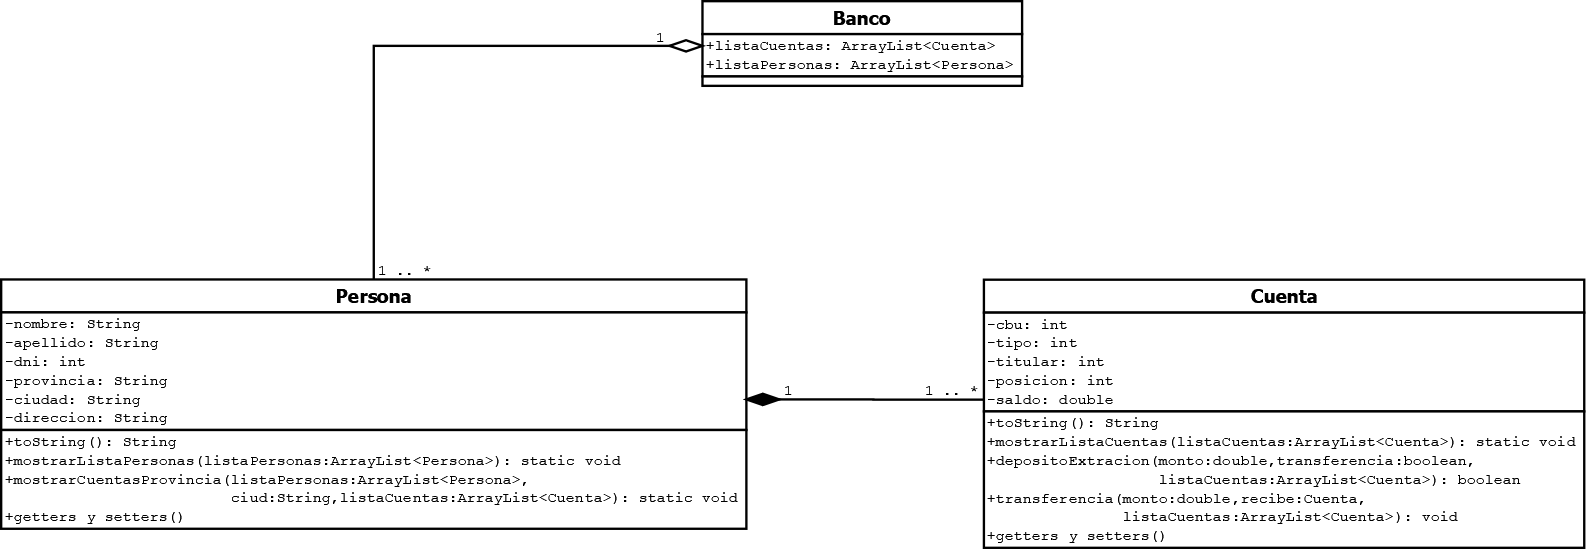 Banco
1
+listaCuentas: ArrayList<Cuenta>
+listaPersonas: ArrayList<Persona>
1 .. *
Persona
-nombre: String
-apellido: String
-dni: int
-provincia: String
-ciudad: String
-direccion: String
+toString(): String
+mostrarListaPersonas(listaPersonas:ArrayList<Persona>): static void
+mostrarCuentasProvincia(listaPersonas:ArrayList<Persona>,
ciud:String,listaCuentas:ArrayList<Cuenta>): static void
+getters y setters()
1
1 .. *
Cuenta
-cbu: int
-tipo: int
-titular: int
-posicion: int
-saldo: double
+toString(): String
+mostrarListaCuentas(listaCuentas:ArrayList<Cuenta>): static void
+depositoExtracion(monto:double,transferencia:boolean,
listaCuentas:ArrayList<Cuenta>): boolean
+transferencia(monto:double,recibe:Cuenta,
listaCuentas:ArrayList<Cuenta>): void
+getters y setters()